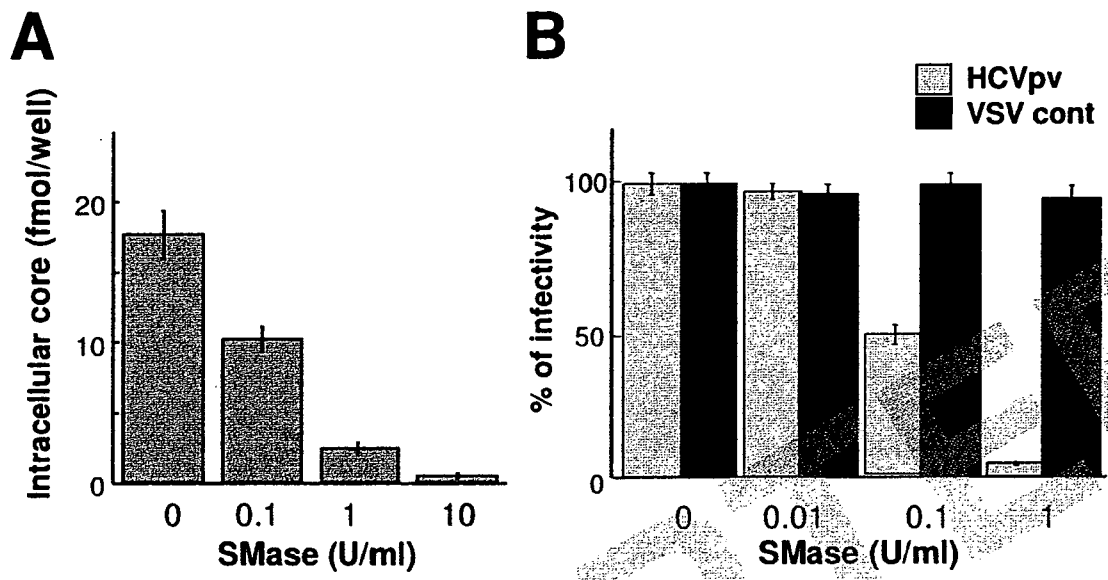 A
Intracellular core (fmol/well)
20
10
0
0 0.1 1 10
SMase (U/ml)
B
HCVpv
VSV cont
% of infectivity
100
50
0
0 0.01 0.1 1
SMase (U/ml)